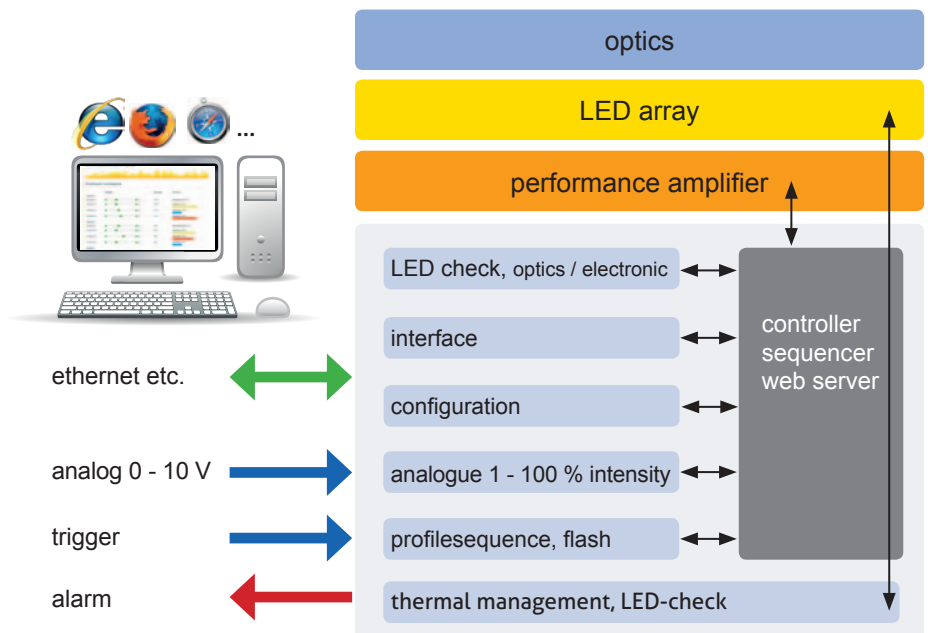 optics
LED array
...
performance amplifier
LED check, optics / electronic
interface
controller
sequencer
web server
ethernet etc.
configuration
analog 0 - 10 V
analogue 1 - 100 % intensity
trigger
profilesequence, flash
alarm
thermal management, LED-check